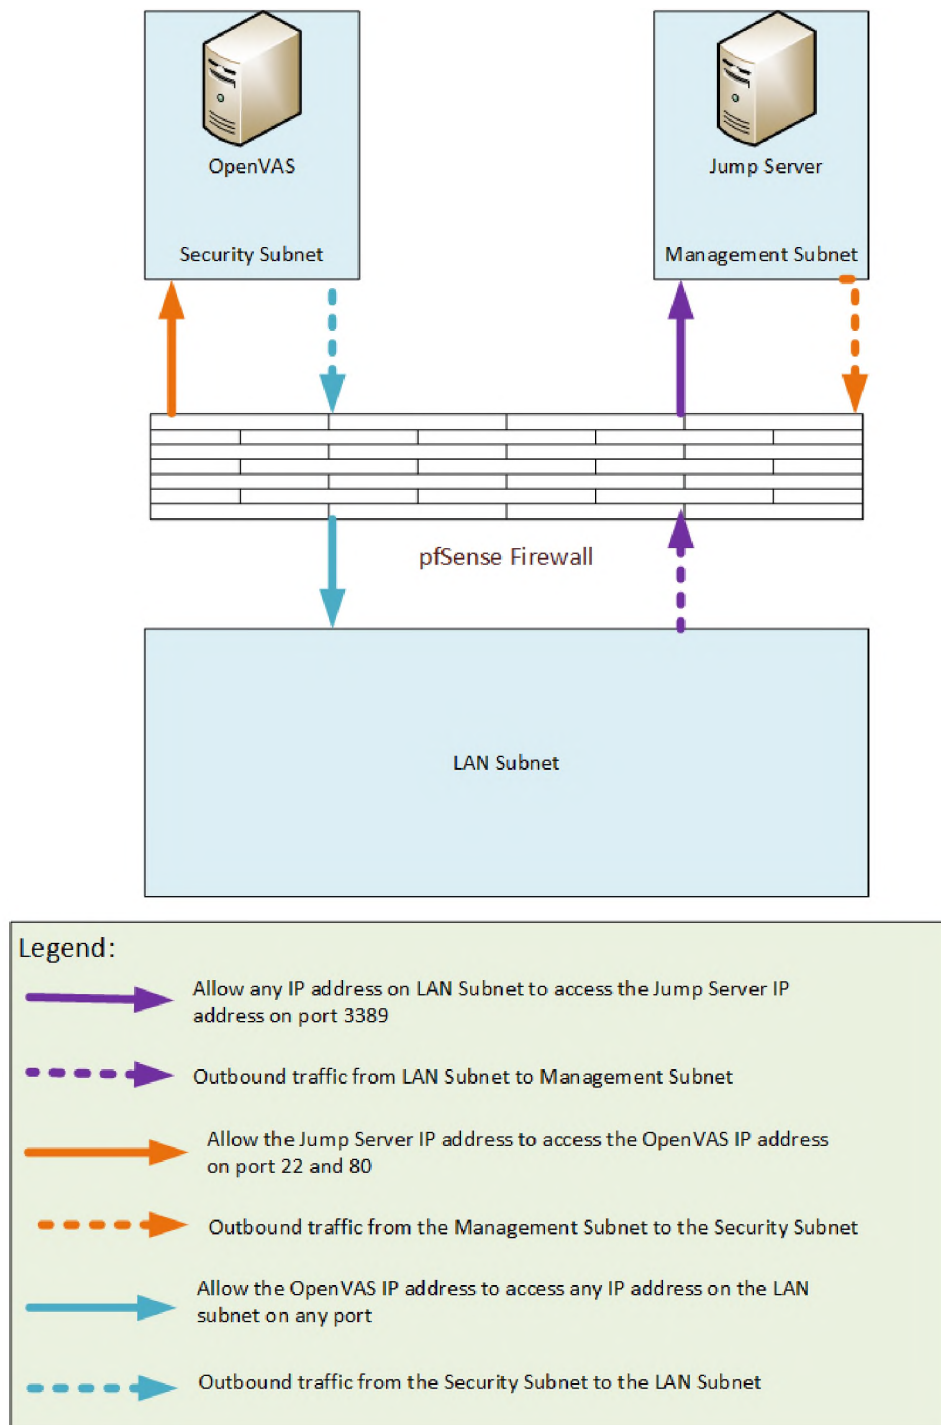 OpenVAS
Jump Server
Security Subnet
Management Subnet
pfSense Firewall
LAN Subnet
Legend:
Allow any IP address on LAN Subnet to access the Jump Server IP
address on port 3389
Outbound traffic from LAN Subnet to Management Subnet
Allow the Jump Server IP address to access the OpenVAS IP address
on port 22 and 80
Outbound traffic from the Management Subnet to the Security Subnet
Allow the OpenVAS IP address to access any IP address on the LAN
subnet on any port
Outbound traffic from the Security Subnet to the LAN Subnet